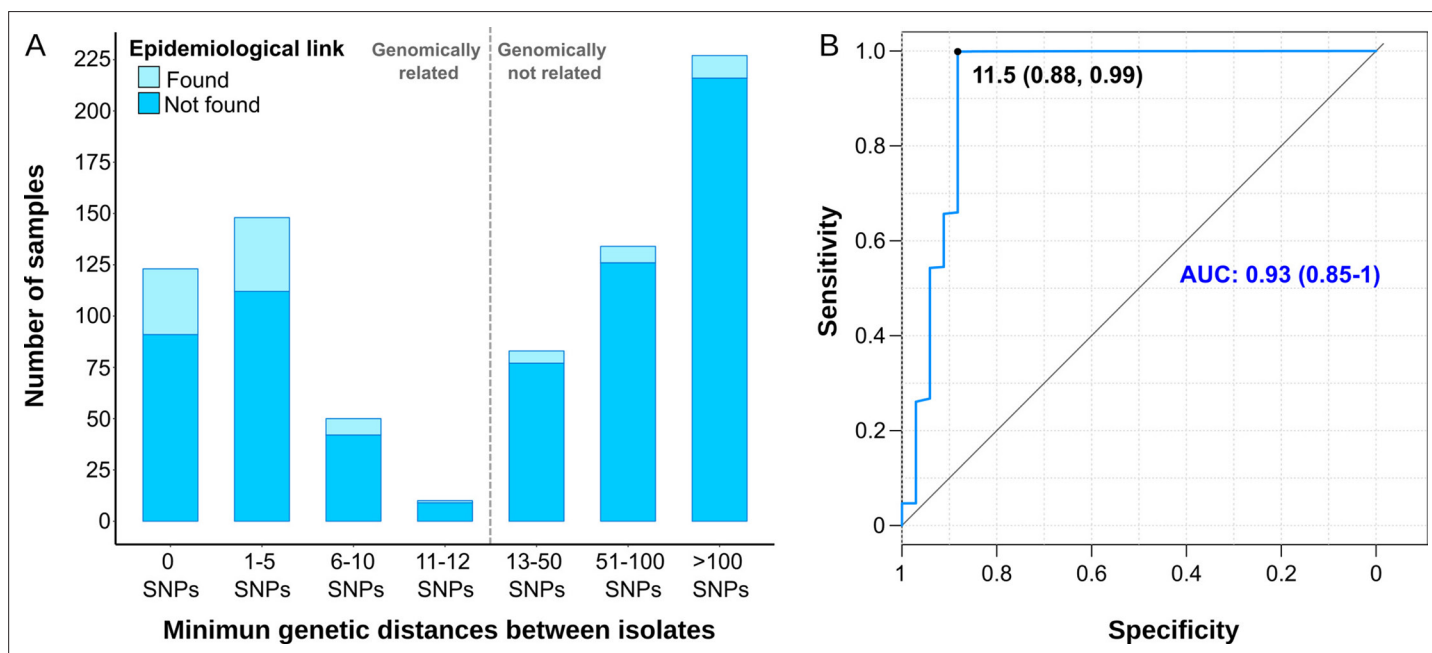 A
Epidemiological link
Found
Not found
Genomically
related
Genomically
not related
Number of samples
225
200
175
150
125
100
75
50
25
0
0
SNPs
1-5
SNPs
6-10
SNPs
11-12
SNPs
13-50
SNPs
51-100
SNPs
>100
SNPs
Minimun genetic distances between isolates
B
Sensitivity
1.0
0.8
0.6
0.4
0.2
0
11.5 (0.88, 0.99)
AUC: 0.93 (0.85-1)
1
0.8
0.6
0.4
0.2
0
Specificity